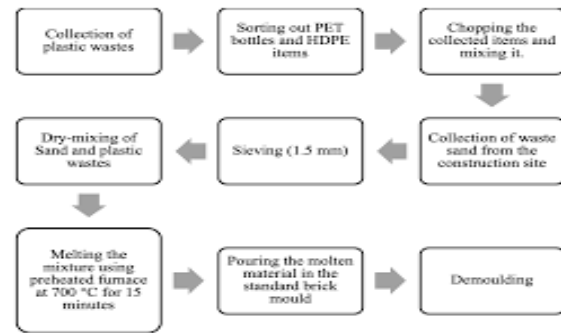 Collection of
plastic wastes
Sorting out PET
bottles and HDPE
items
Chopping the
collected items and
mixing it.
Dry-mixing of
Sand and plastic
wastes
Sieving (1.5 mm)
Collection of waste
sand from the
construction site
Melting the
mixture using
preheated furnace
at 700 °C for 15
minutes
Pouring the molten
material in the
standard brick
mould
Demoulding